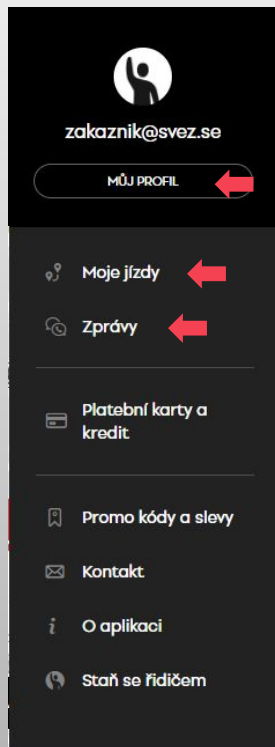 zakaznik@svez.se
MŮJ PROFIL
Moje jízdy
Zprávy
Platební karty a
kredit
Promo kódy a slevy
Kontakt
O aplikaci
Staň se řidičem